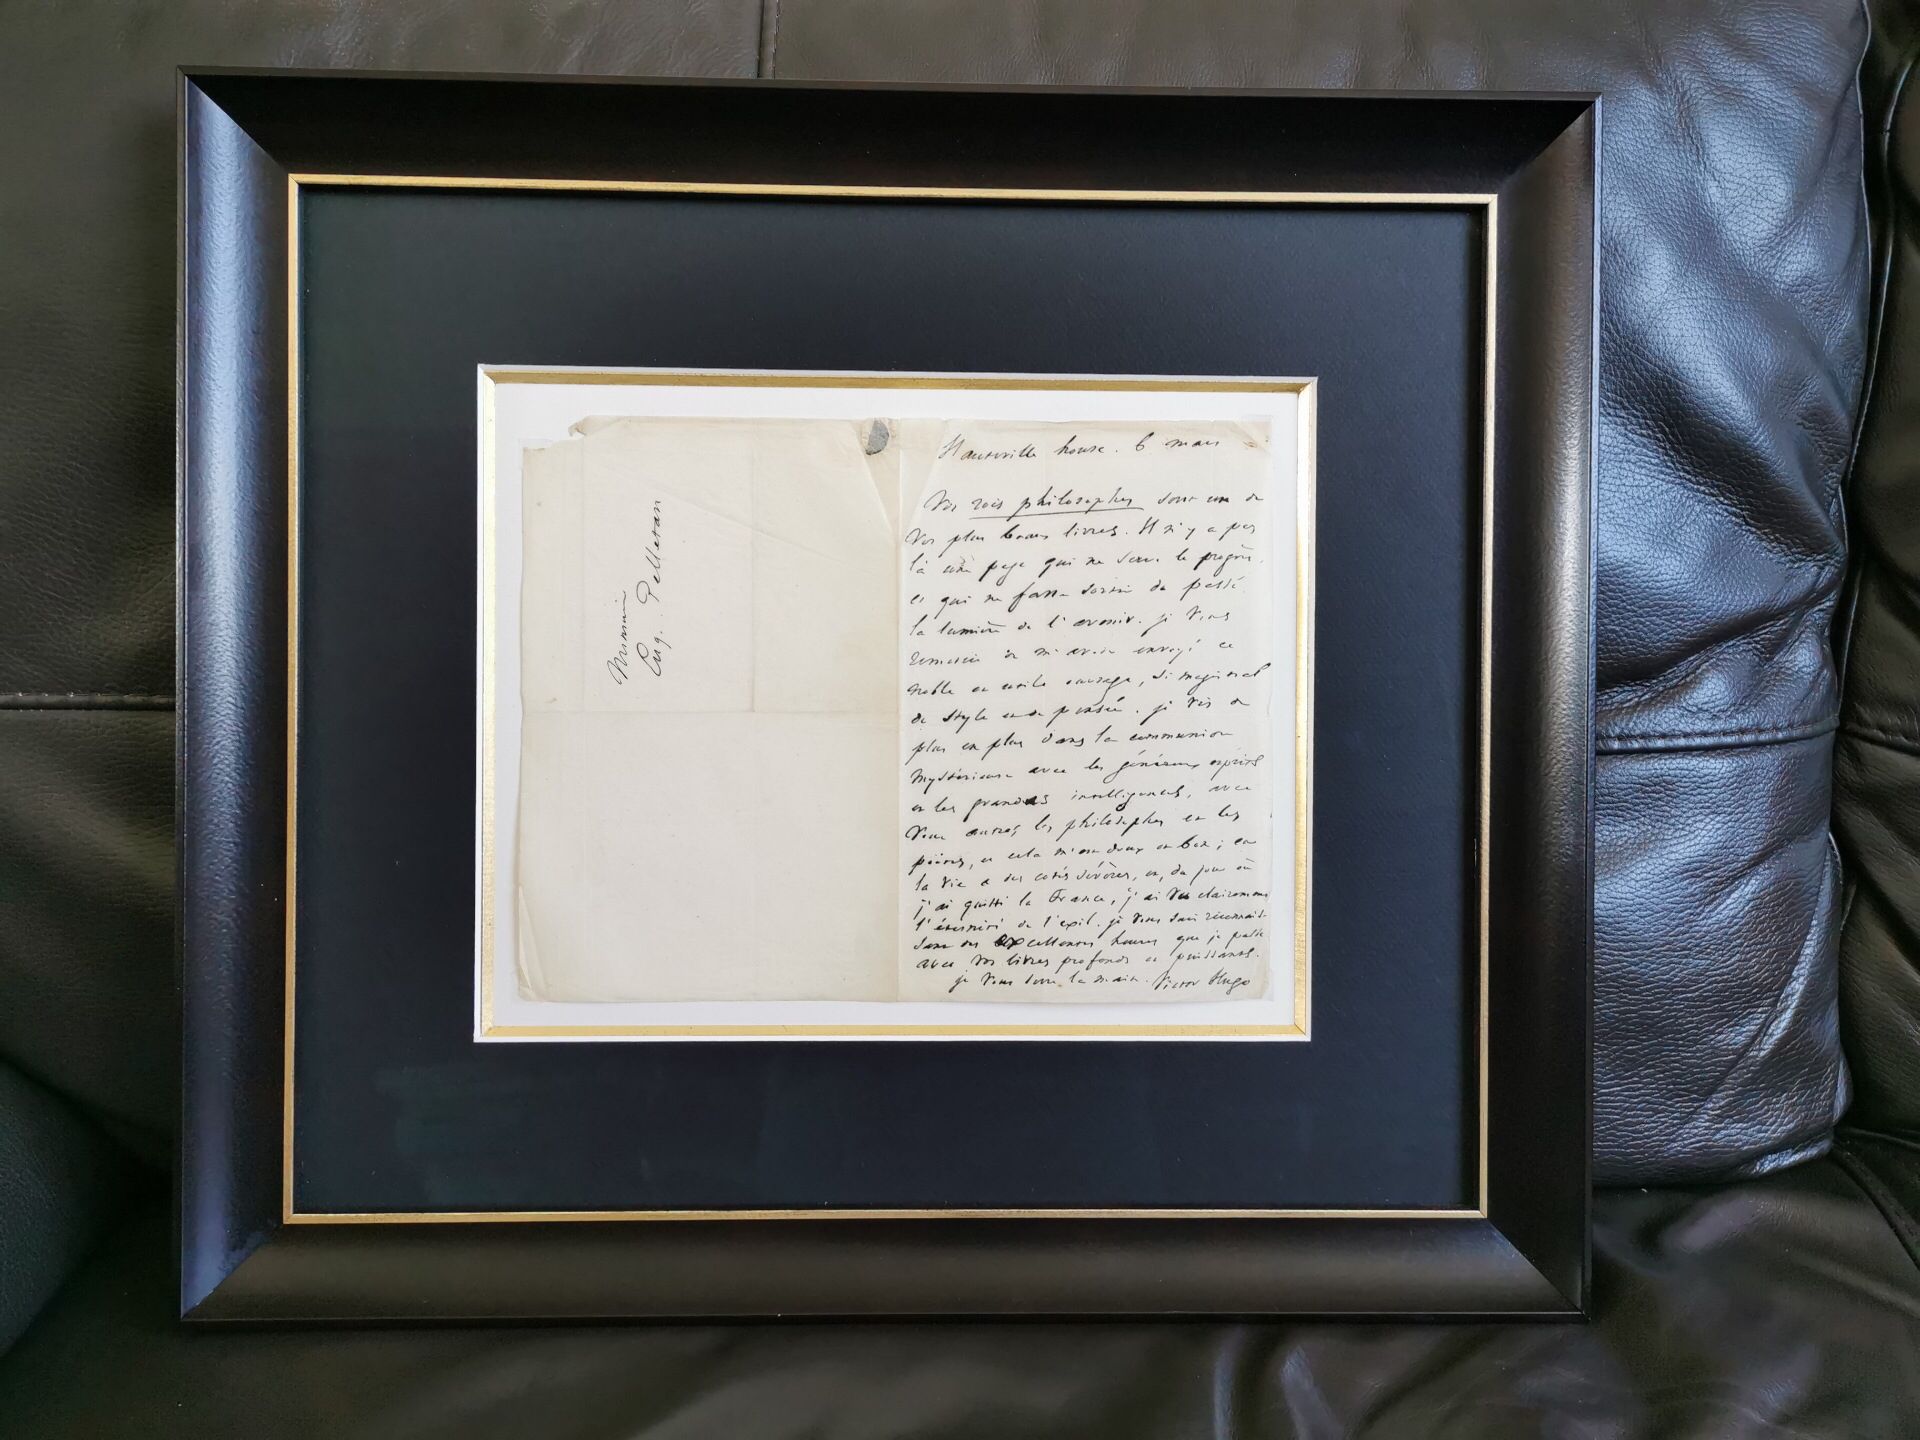 Monsieur
Eug. Pelletan
Hauteville house. 6 mars
Vos rois philosophes sont un de
vos plus beaux livres. Il n'y a pas
là une page qui ne serve le progrès,
et qui ne fasse sortir du passé
la lumière de l'avenir. je vous
remercie de m'avoir envoyé ce
noble et utile ouvrage, si magistral
de style et de pensée. je vis de
plus en plus dans la communion
mystérieuse avec les généreux esprits
et les grandes intelligences, avec
vous autres, les philosophes et les
poètes, et cela m'est doux et bon ; car
la vie a des côtés sévères, et, du jour où
j'ai quitté la France, j'ai vu clairement
l'éternité de l'exil. je vous suis reconnais-
sant des excellentes heures que je passe
avec vos livres profonds et puissants.
je vous serre la main. Victor Hugo